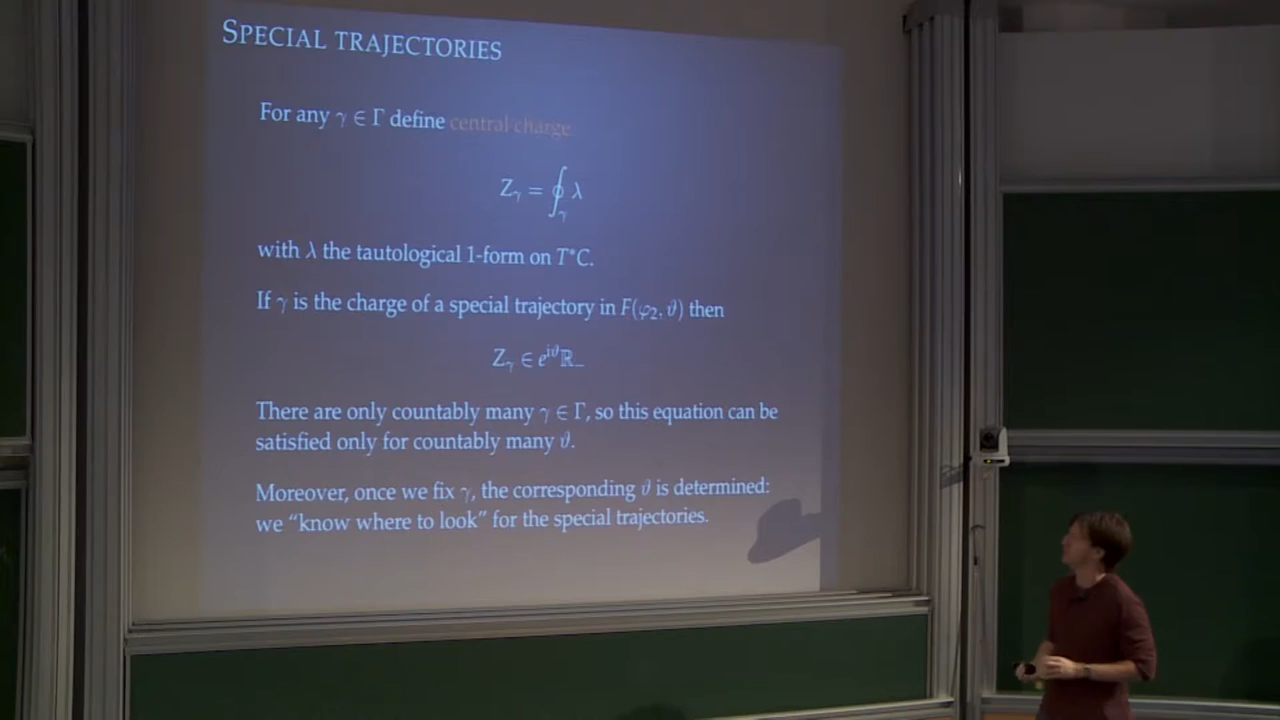 SPECIAL TRAJECTORIES
For any γ ∈ Γ define central charge
Z_γ = ∮_γ λ
with λ the tautological 1-form on T*C.
If γ is the charge of a special trajectory in F(φ₂, ϑ) then
Z_γ ∈ e^{iϑ} ℝ₋
There are only countably many γ ∈ Γ, so this equation can be
satisfied only for countably many ϑ.
Moreover, once we fix γ, the corresponding ϑ is determined:
we “know where to look” for the special trajectories.